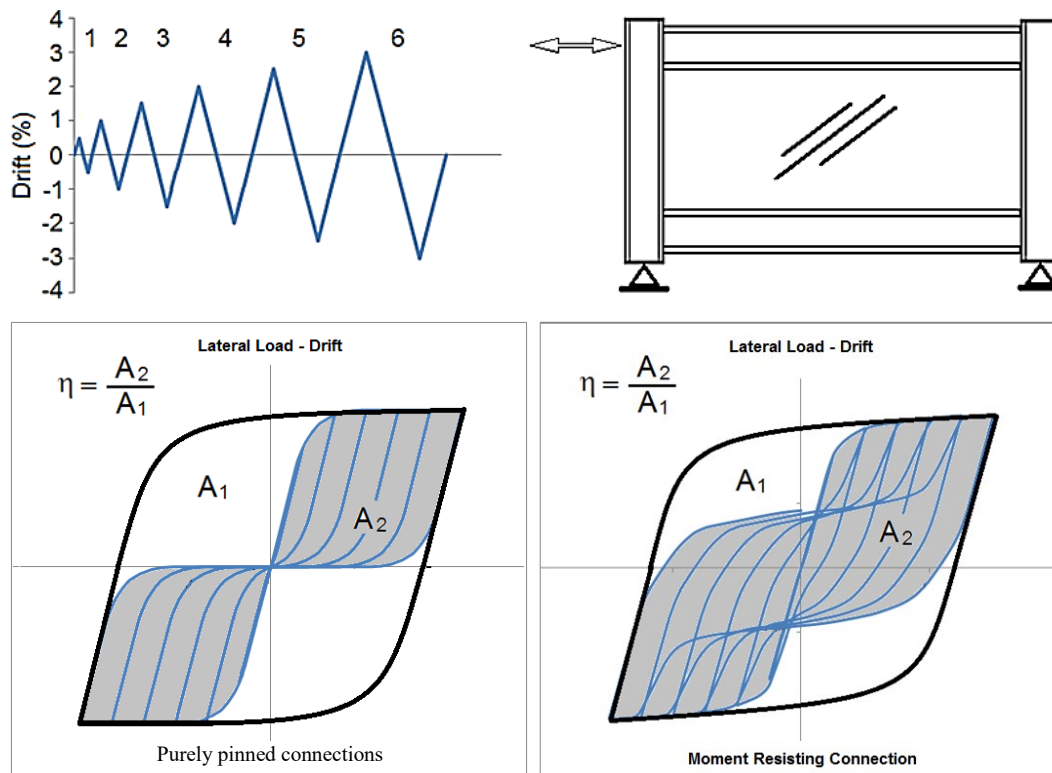 4
3
2
1
0
-1
-2
-3
-4
Drift (%)
1 2 3 4 5 6
Lateral Load - Drift
η = A2
A1
A1
A2
Purely pinned connections
Lateral Load - Drift
η = A2
A1
A1
A2
Moment Resisting Connection